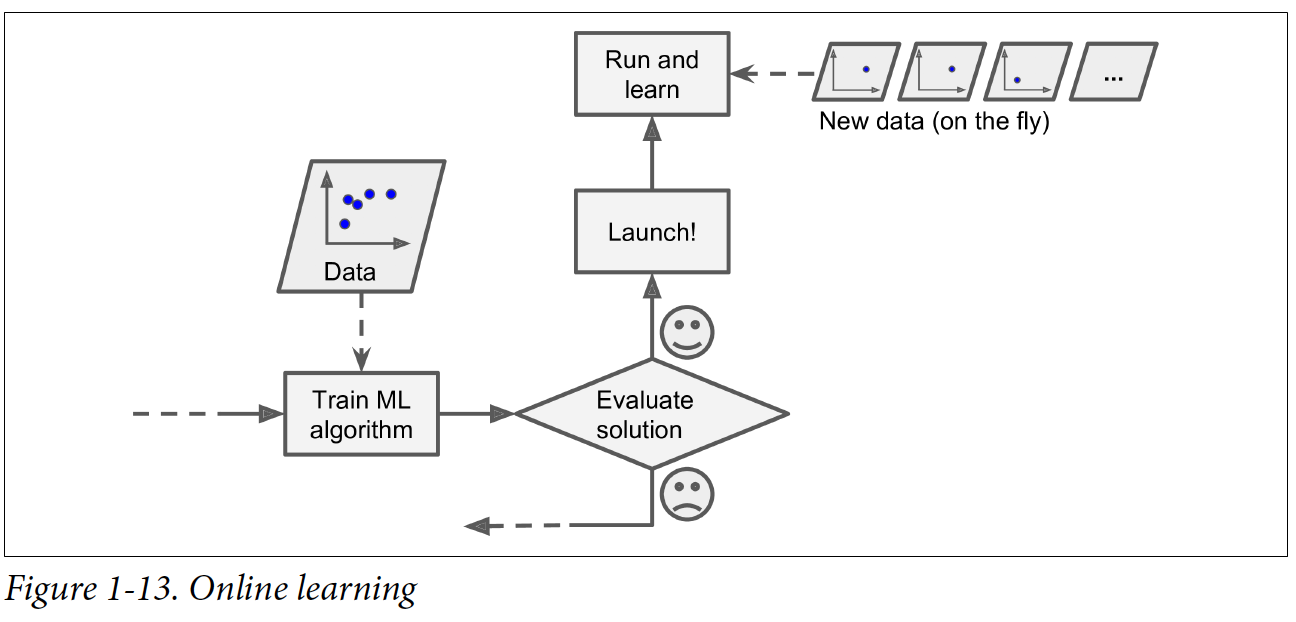 Run and
learn
New data (on the fly)
...
Launch!
Data
Train ML
algorithm
Evaluate
solution
Figure 1-13. Online learning